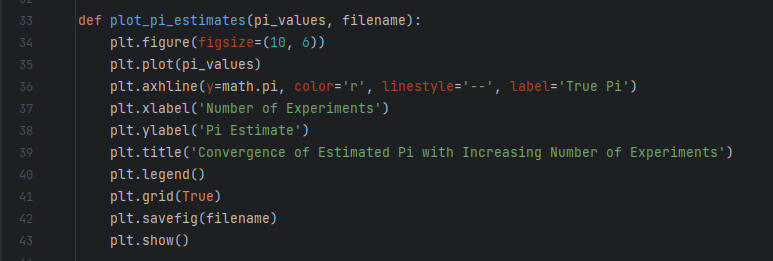 33 def plot_pi_estimates(pi_values, filename):
34 plt.figure(figsize=(10, 6))
35 plt.plot(pi_values)
36 plt.axhline(y=math.pi, color='r', linestyle='--', label='True Pi')
37 plt.xlabel('Number of Experiments')
38 plt.ylabel('Pi Estimate')
39 plt.title('Convergence of Estimated Pi with Increasing Number of Experiments')
40 plt.legend()
41 plt.grid(True)
42 plt.savefig(filename)
43 plt.show()